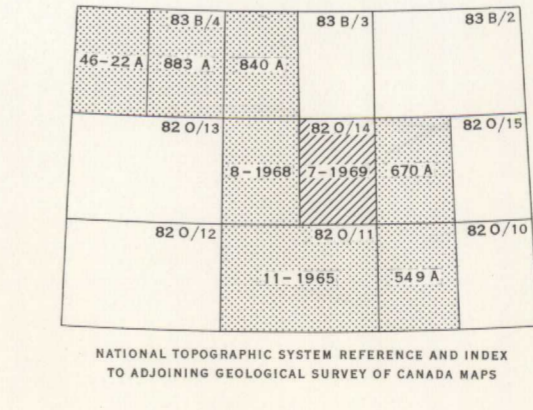 83 B/4 83 B/3 83 B/2
46-22 A 883 A 840 A
82 O/13 82 O/14 82 O/15
8-1968 7-1969 670 A
82 O/12 82 O/11 82 O/10
11-1965 549 A
NATIONAL TOPOGRAPHIC SYSTEM REFERENCE AND INDEX
TO ADJOINING GEOLOGICAL SURVEY OF CANADA MAPS